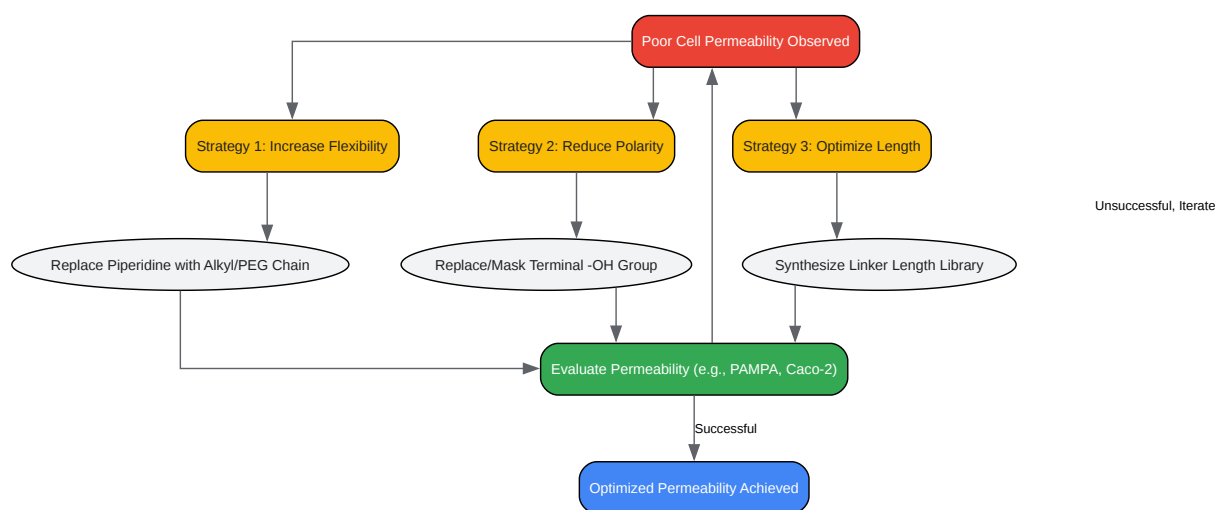 Poor Cell Permeability Observed
Strategy 1: Increase Flexibility
Strategy 2: Reduce Polarity
Strategy 3: Optimize Length
Unsuccessful, Iterate
Replace Piperidine with Alkyl/PEG Chain
Replace/Mask Terminal -OH Group
Synthesize Linker Length Library
Evaluate Permeability (e.g., PAMPA, Caco-2)
Successful
Optimized Permeability Achieved